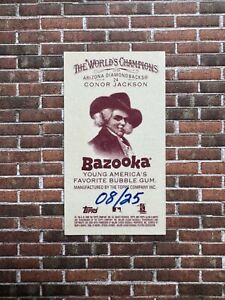 THE WORLD'S CHAMPIONS
ARIZONA DIAMONDBACKS®
24
CONOR JACKSON
Bazooka
YOUNG AMERICA'S
FAVORITE BUBBLE GUM.
MANUFACTURED BY THE TOPPS COMPANY INC.
08/25
Topps